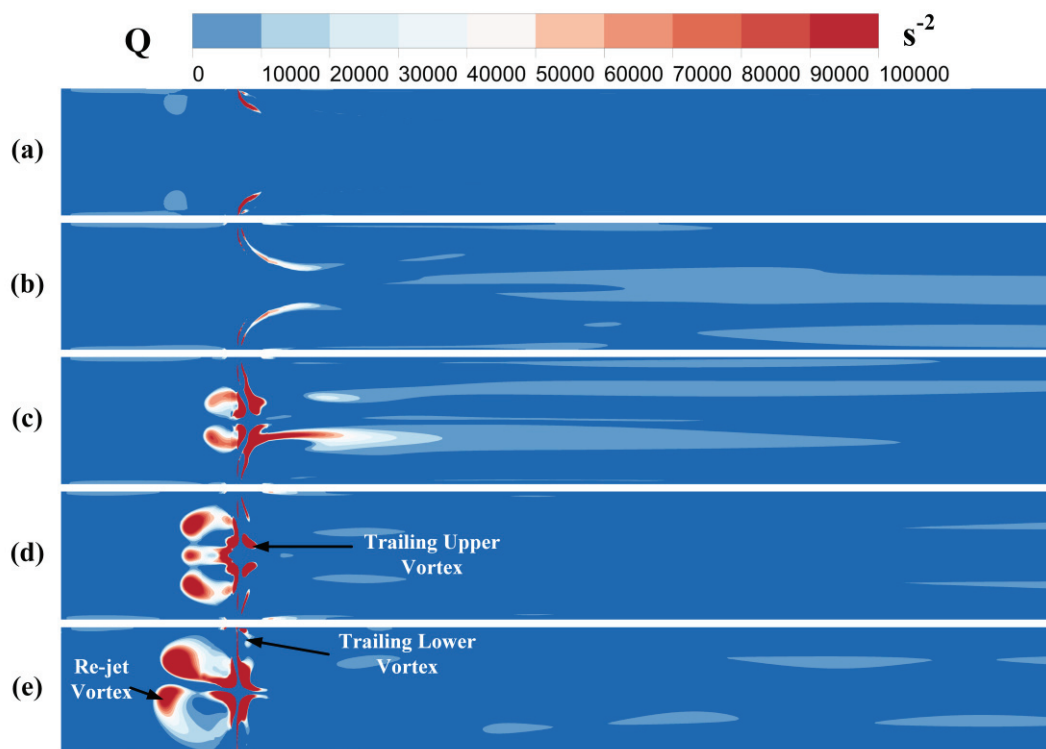 Q s⁻²
0 10000 20000 30000 40000 50000 60000 70000 80000 90000 100000
(a)
(b)
(c)
(d)
Trailing Upper
Vortex
(e)
Trailing Lower
Vortex
Re-jet
Vortex